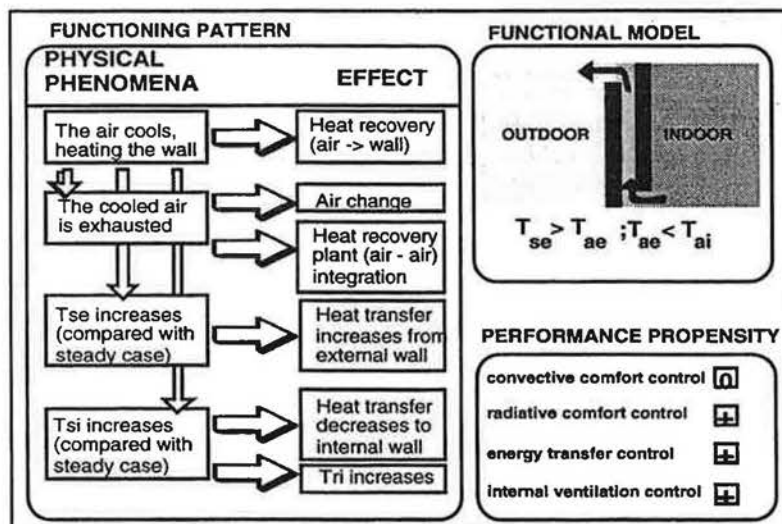 FUNCTIONING PATTERN
PHYSICAL
PHENOMENA
EFFECT
The air cools,
heating the wall
Heat recovery
(air -> wall)
The cooled air
is exhausted
Air change
Heat recovery
plant (air - air)
integration
Tse increases
(compared with
steady case)
Heat transfer
increases from
external wall
Tsi increases
(compared with
steady case)
Heat transfer
decreases to
internal wall
Tri increases
FUNCTIONAL MODEL
OUTDOOR
INDOOR
Tse > Tae ;Tae < Tai
PERFORMANCE PROPENSITY
convective comfort control ∩
radiative comfort control +
energy transfer control +
internal ventilation control +